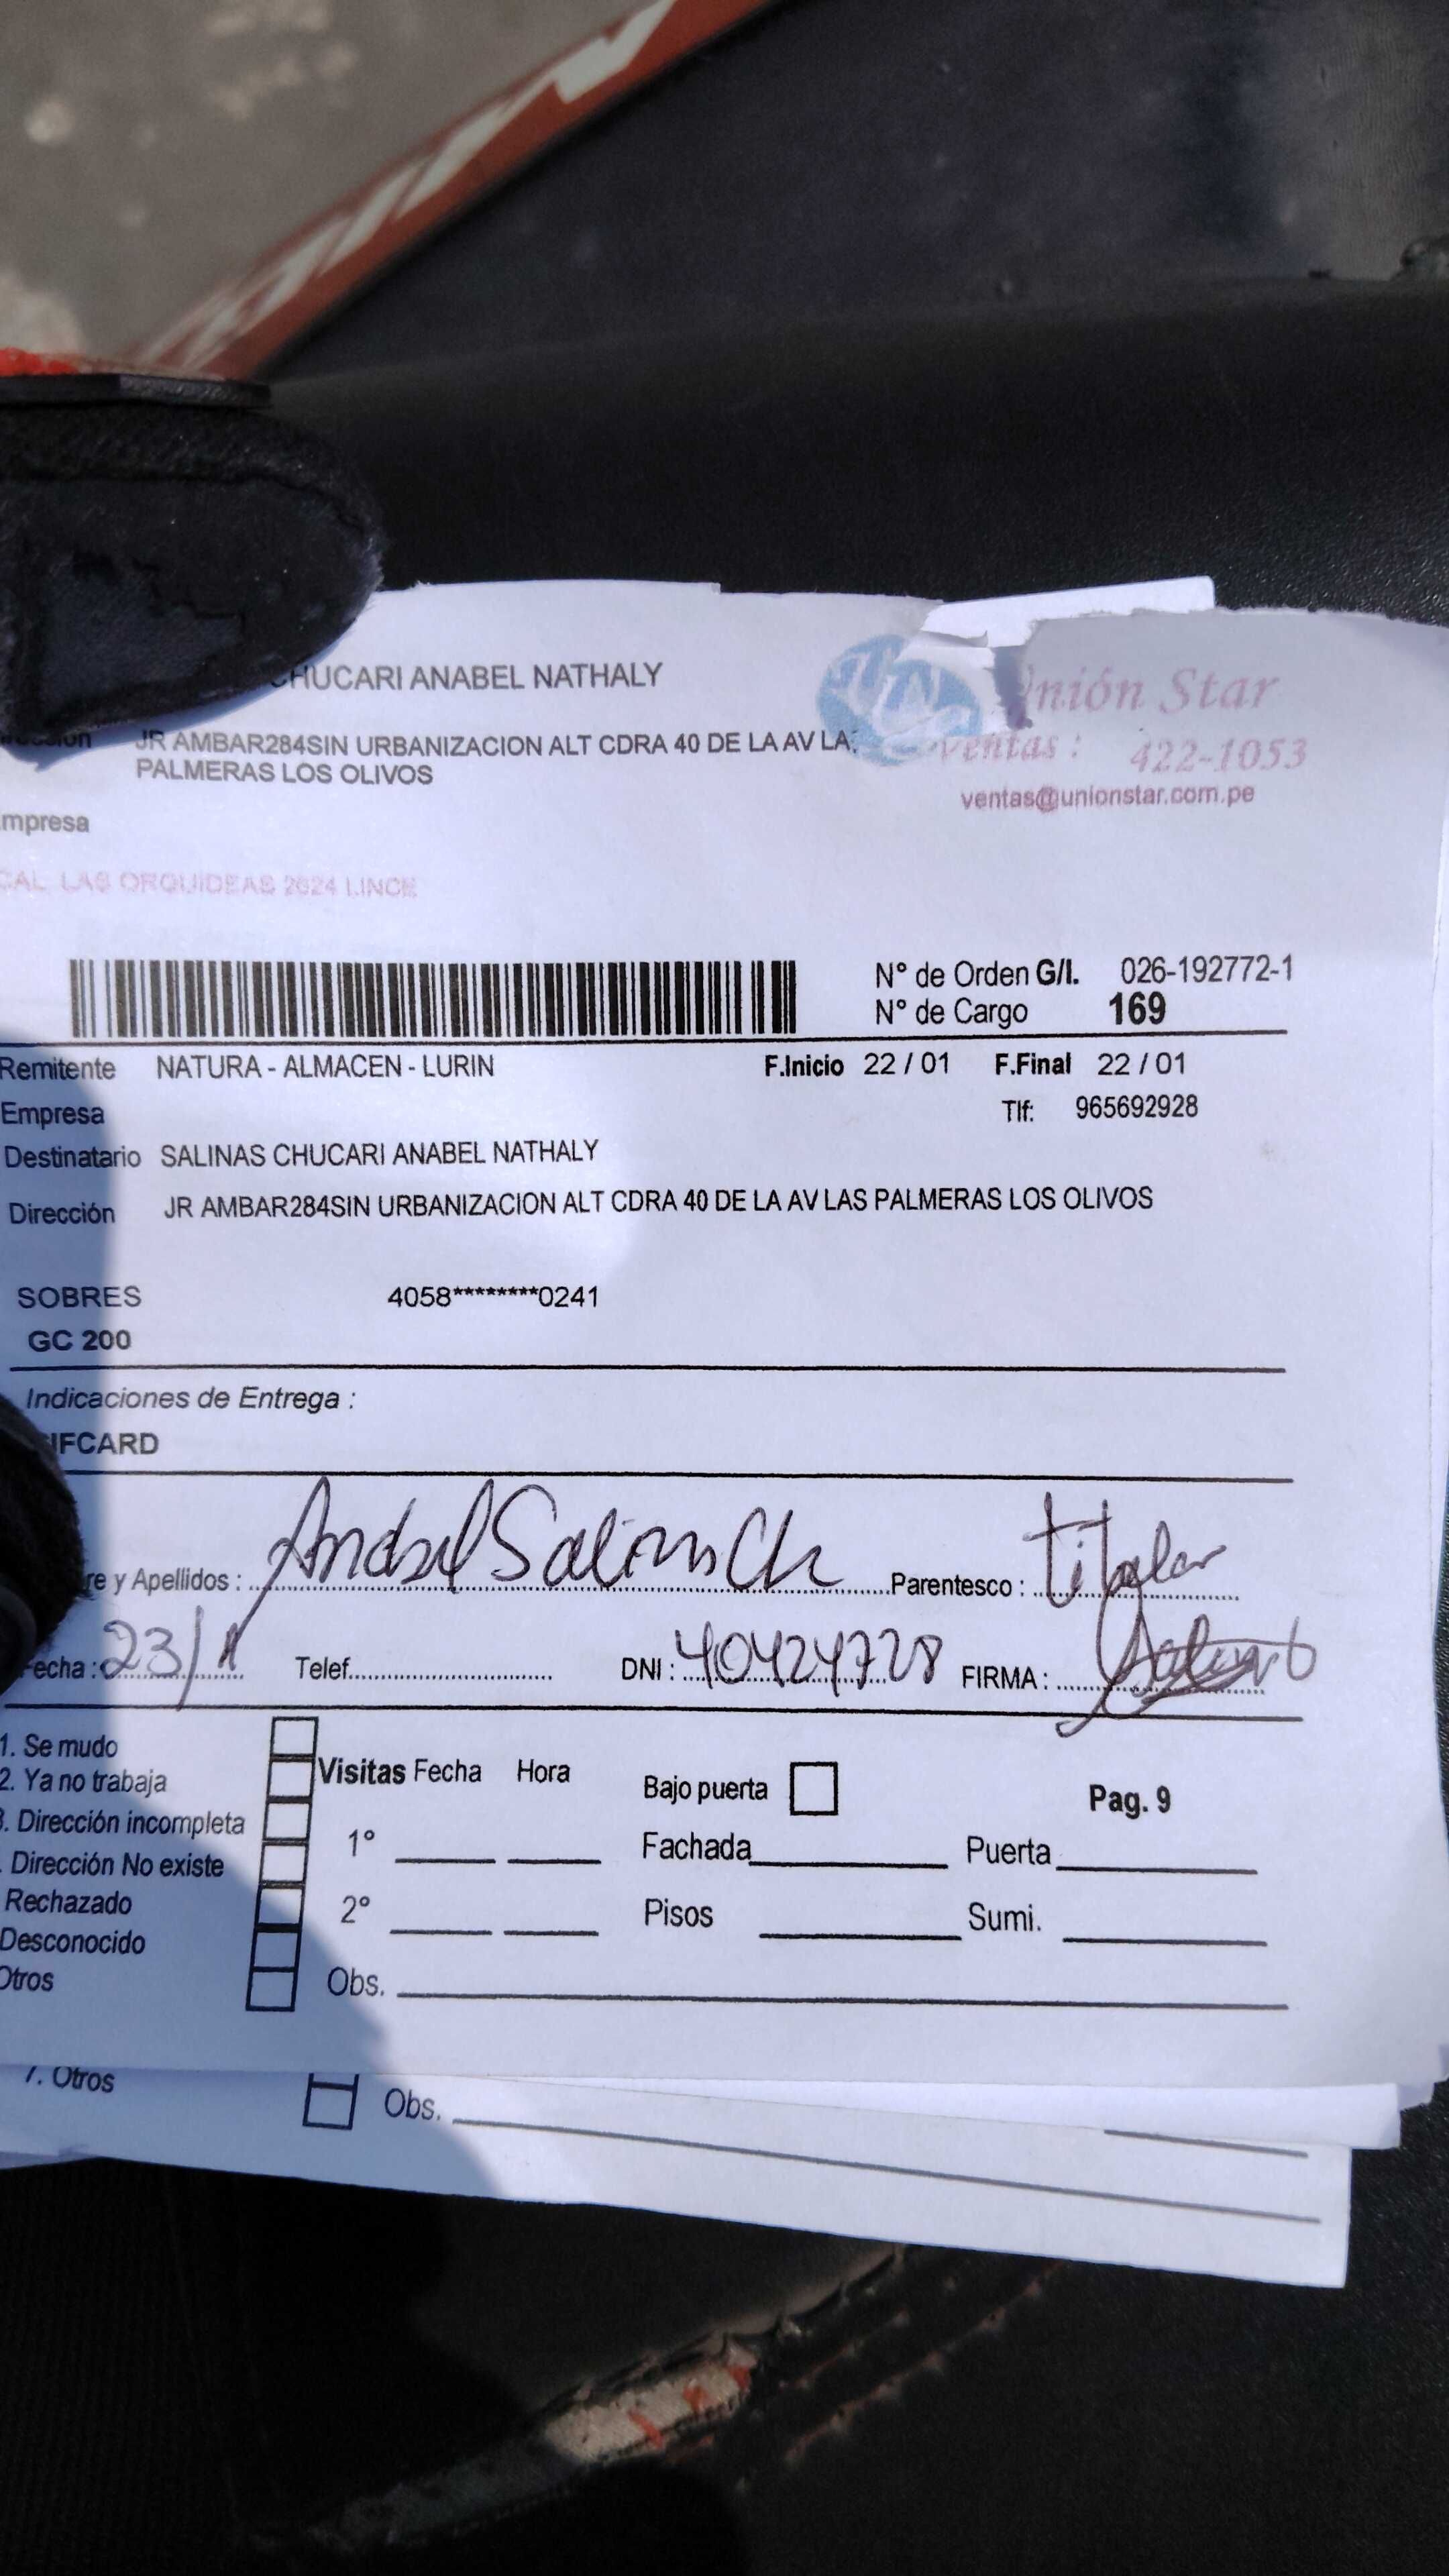 CHUCARI ANABEL NATHALY
JR AMBAR284SIN URBANIZACION ALT CDRA 40 DE LA AV LA
PALMERAS LOS OLIVOS
mpresa
nión Star
Ventas : 422-1053
ventas@unionstar.com.pe
CAL LAS ORQUIDEAS 2624 LINCE
N° de Orden G/I. 026-192772-1
N° de Cargo 169
Remitente NATURA - ALMACEN - LURIN F.Inicio 22 / 01 F.Final 22 / 01
Empresa Tlf: 965692928
Destinatario SALINAS CHUCARI ANABEL NATHALY
Dirección JR AMBAR284SIN URBANIZACION ALT CDRA 40 DE LA AV LAS PALMERAS LOS OLIVOS
SOBRES 4058********0241
GC 200
Indicaciones de Entrega :
IFCARD
re y Apellidos : Anabel Salinas Ch Parentesco : titular
echa : 23/1 Telef. DNI : 40424728 FIRMA :
1. Se mudo
2. Ya no trabaja
. Dirección incompleta
. Dirección No existe
Rechazado
Desconocido
Otros
Visitas Fecha Hora
1°
2°
Obs.
Bajo puerta
Fachada Puerta
Pisos Sumi.
Pag. 9
7. Otros
Obs.